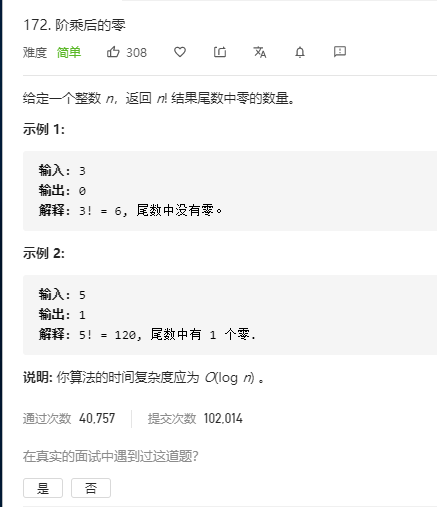 172. 阶乘后的零
难度 简单 308
给定一个整数 n，返回 n! 结果尾数中零的数量。
示例 1:
输入: 3
输出: 0
解释: 3! = 6, 尾数中没有零。
示例 2:
输入: 5
输出: 1
解释: 5! = 120, 尾数中有 1 个零.
说明: 你算法的时间复杂度应为 O(log n) 。
通过次数 40,757 提交次数 102,014
在真实的面试中遇到过这道题?
是 否